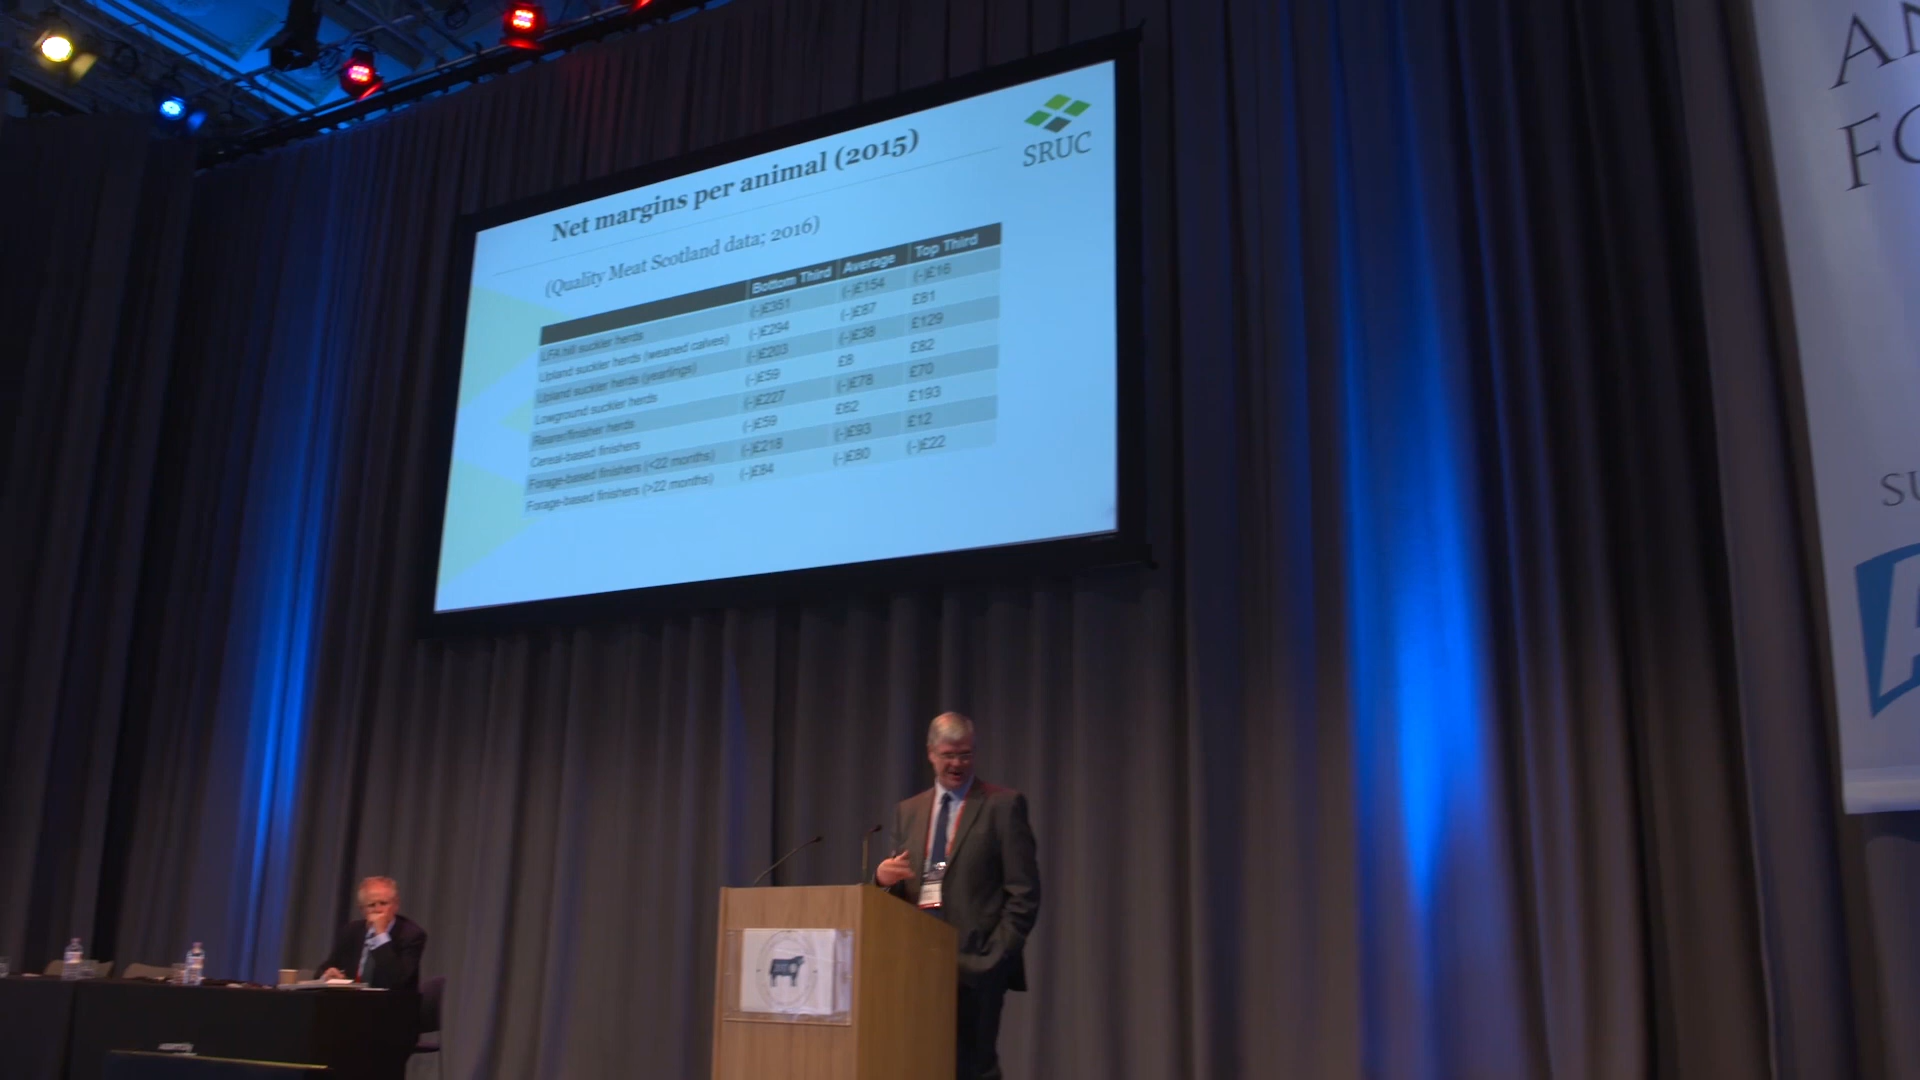 Net margins per animal (2015)
SRUC
(Quality Meat Scotland data; 2016)
Bottom Third Average Top Third
LFA hill suckler herds (-)£351 (-)£154 (-)£16
Upland suckler herds (weaned calves) (-)£294 (-)£87 £81
Upland suckler herds (yearlings) (-)£203 (-)£38 £129
Lowground suckler herds (-)£59 £8 £82
Rearer/finisher herds (-)£227 (-)£78 £70
Cereal-based finishers (-)£59 £62 £193
Forage-based finishers (<22 months) (-)£218 (-)£93 £12
Forage-based finishers (>22 months) (-)£84 (-)£80 (-)£22